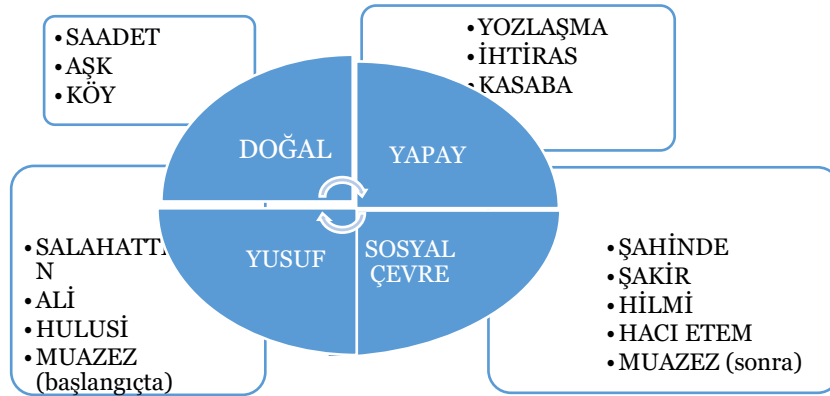 •SAADET
•AŞK
•KÖY
•YOZLAŞMA
•İHTİRAS
•KASABA
DOĞAL
YAPAY
YUSUF
SOSYAL
ÇEVRE
•SALAHATTI
N
•ALİ
•HULUSİ
•MUAZEZ
(başlangıçta)
•ŞAHİNDE
•ŞAKİR
•HİLMİ
•HACI ETEM
•MUAZEZ (sonra)